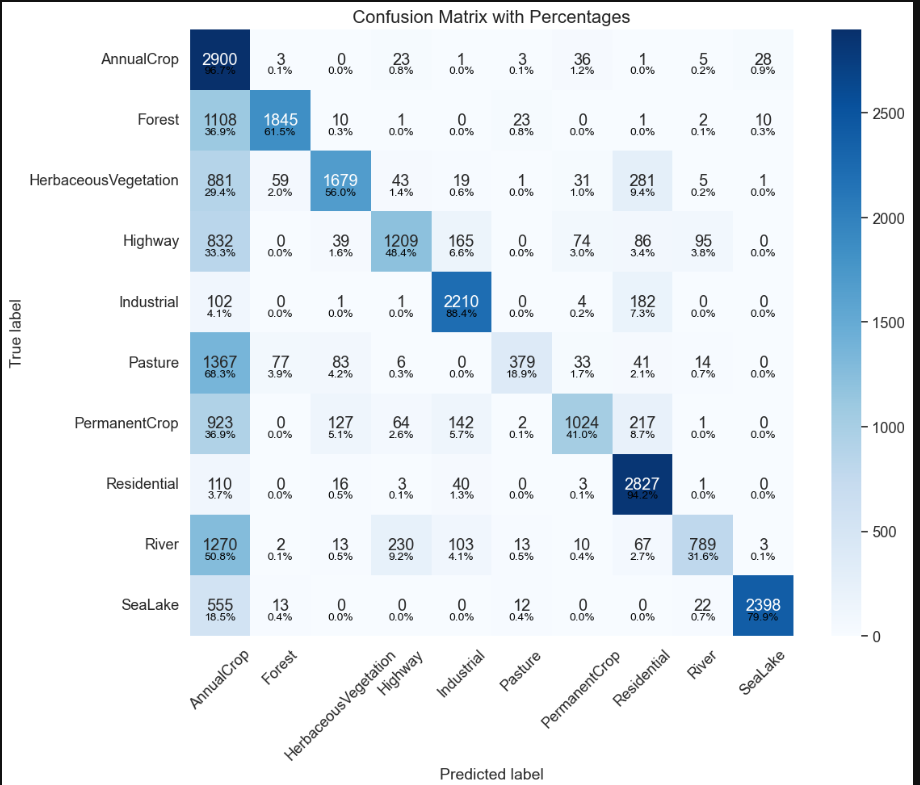 Confusion Matrix with Percentages
AnnualCrop 2900 3 0 23 1 3 36 1 5 28
96.7% 0.1% 0.0% 0.8% 0.0% 0.1% 1.2% 0.0% 0.2% 0.9%
Forest 1108 1845 10 1 0 23 0 1 2 10
36.9% 61.5% 0.3% 0.0% 0.0% 0.8% 0.0% 0.0% 0.1% 0.3%
2500
HerbaceousVegetation 881 59 1679 43 19 1 31 281 5 1
29.4% 2.0% 56.0% 1.4% 0.6% 0.0% 1.0% 9.4% 0.2% 0.0%
2000
Highway 832 0 39 1209 165 0 74 86 95 0
33.3% 0.0% 1.6% 48.4% 6.6% 0.0% 3.0% 3.4% 3.8% 0.0%
Industrial 102 0 1 1 2210 0 4 182 0 0
4.1% 0.0% 0.0% 0.0% 88.4% 0.0% 0.2% 7.3% 0.0% 0.0%
1500
True label
Pasture 1367 77 83 6 0 379 33 41 14 0
68.3% 3.9% 4.2% 0.3% 0.0% 18.9% 1.7% 2.1% 0.7% 0.0%
PermanentCrop 923 0 127 64 142 2 1024 217 1 0
36.9% 0.0% 5.1% 2.6% 5.7% 0.1% 41.0% 8.7% 0.0% 0.0%
1000
Residential 110 0 16 3 40 0 3 2827 1 0
3.7% 0.0% 0.5% 0.1% 1.3% 0.0% 0.1% 94.2% 0.0% 0.0%
500
River 1270 2 13 230 103 13 10 67 789 3
50.8% 0.1% 0.5% 9.2% 4.1% 0.5% 0.4% 2.7% 31.6% 0.1%
SeaLake 555 13 0 0 0 12 0 0 22 2398
18.5% 0.4% 0.0% 0.0% 0.0% 0.4% 0.0% 0.0% 0.7% 79.9%
0
AnnualCrop
Forest
HerbaceousVegetation
Highway
Industrial
Pasture
PermanentCrop
Residential
River
SeaLake
Predicted label